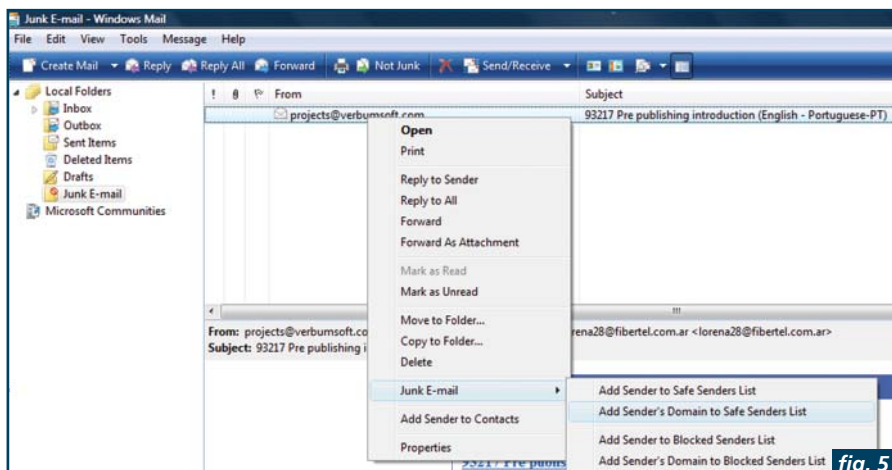 Junk E-mail - Windows Mail
File Edit View Tools Message Help
Create Mail Reply Reply All Forward Not Junk Send/Receive
Local Folders
Inbox
Outbox
Sent Items
Deleted Items
Drafts
Junk E-mail
Microsoft Communities
! From Subject
projects@verbumsoft.com 93217 Pre publishing introduction (English - Portuguese-PT)
Open
Print
Reply to Sender
Reply to All
Forward
Forward As Attachment
Mark as Read
Mark as Unread
Move to Folder...
Copy to Folder...
Delete
Junk E-mail
Add Sender to Contacts
Properties
From: projects@verbumsoft.co rena28@fibertel.com.ar <lorena28@fibertel.com.ar>
Subject: 93217 Pre publishing i
Add Sender to Safe Senders List
Add Sender's Domain to Safe Senders List
Add Sender to Blocked Senders List
Add Sender's Domain to Blocked Senders List
93217 Pre publis
fig. 5